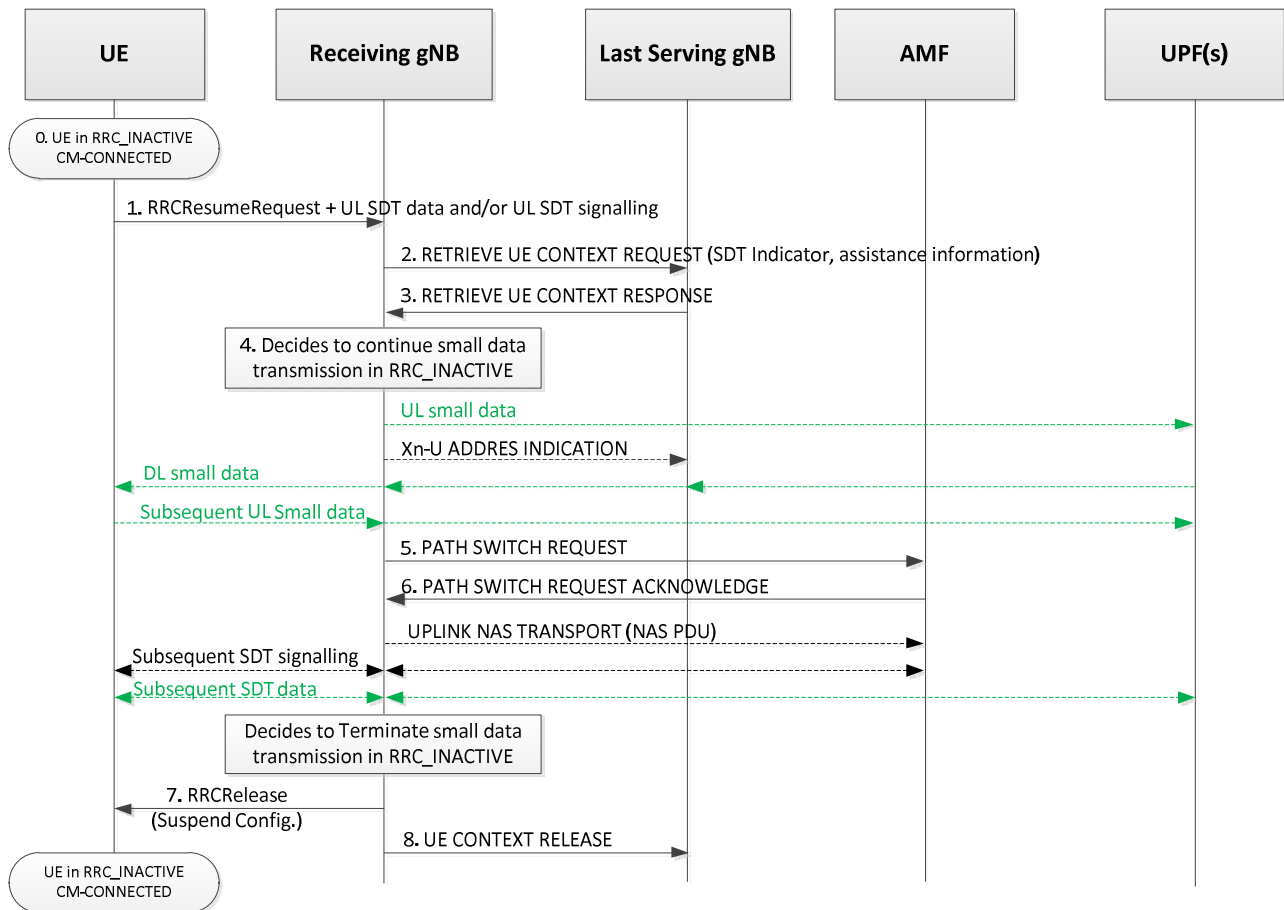 UE
Receiving gNB
Last Serving gNB
AMF
UPF(s)
0. UE in RRC_INACTIVE
CM-CONNECTED
1. RRCResumeRequest + UL SDT data and/or UL SDT signalling
2. RETRIEVE UE CONTEXT REQUEST (SDT Indicator, assistance information)
3. RETRIEVE UE CONTEXT RESPONSE
4. Decides to continue small data
transmission in RRC_INACTIVE
UL small data
Xn-U ADDRES INDICATION
DL small data
Subsequent UL Small data
5. PATH SWITCH REQUEST
6. PATH SWITCH REQUEST ACKNOWLEDGE
UPLINK NAS TRANSPORT (NAS PDU)
Subsequent SDT signalling
Subsequent SDT data
Decides to Terminate small data
transmission in RRC_INACTIVE
7. RRCRelease
(Suspend Config.)
8. UE CONTEXT RELEASE
UE in RRC_INACTIVE
CM-CONNECTED